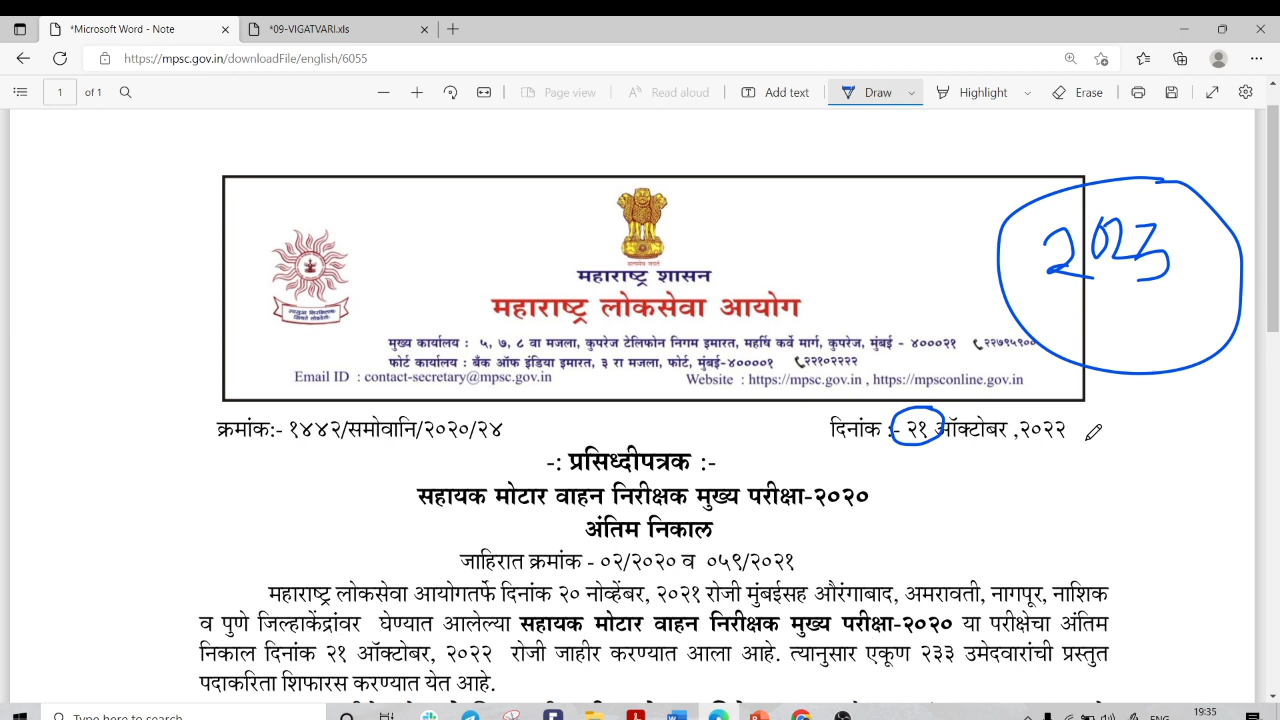 *Microsoft Word - Note
*09-VIGATVARI.xls
https://mpsc.gov.in/downloadFile/english/6055
1 of 1
Page view
Read aloud
Add text
Draw
Highlight
Erase
महाराष्ट्र शासन
महाराष्ट्र लोकसेवा आयोग
मुख्य कार्यालय : ५, ७, ८ वा मजला, कुपरेज टेलिफोन निगम इमारत, महर्षि कर्वे मार्ग, कुपरेज, मुंबई - ४०००२१ २२७९५९००
फोर्ट कार्यालय : बँक ऑफ इंडिया इमारत, ३ रा मजला, फोर्ट, मुंबई-४००००१ २२१०२२२२
Email ID : contact-secretary@mpsc.gov.in Website : https://mpsc.gov.in , https://mpsconline.gov.in
2023
क्रमांक:- १४४२/समोवानि/२०२०/२४ दिनांक :- २१ ऑक्टोबर ,२०२२
-: प्रसिध्दीपत्रक :-
सहायक मोटार वाहन निरीक्षक मुख्य परीक्षा-२०२०
अंतिम निकाल
जाहिरात क्रमांक - ०२/२०२० व ०५९/२०२१
महाराष्ट्र लोकसेवा आयोगतर्फे दिनांक २० नोव्हेंबर, २०२१ रोजी मुंबईसह औरंगाबाद, अमरावती, नागपूर, नाशिक
व पुणे जिल्हाकेंद्रांवर घेण्यात आलेल्या सहायक मोटार वाहन निरीक्षक मुख्य परीक्षा-२०२० या परीक्षेचा अंतिम
निकाल दिनांक २१ ऑक्टोबर, २०२२ रोजी जाहीर करण्यात आला आहे. त्यानुसार एकूण २३३ उमेदवारांची प्रस्तुत
पदाकरिता शिफारस करण्यात येत आहे.
Type here to search
19:35